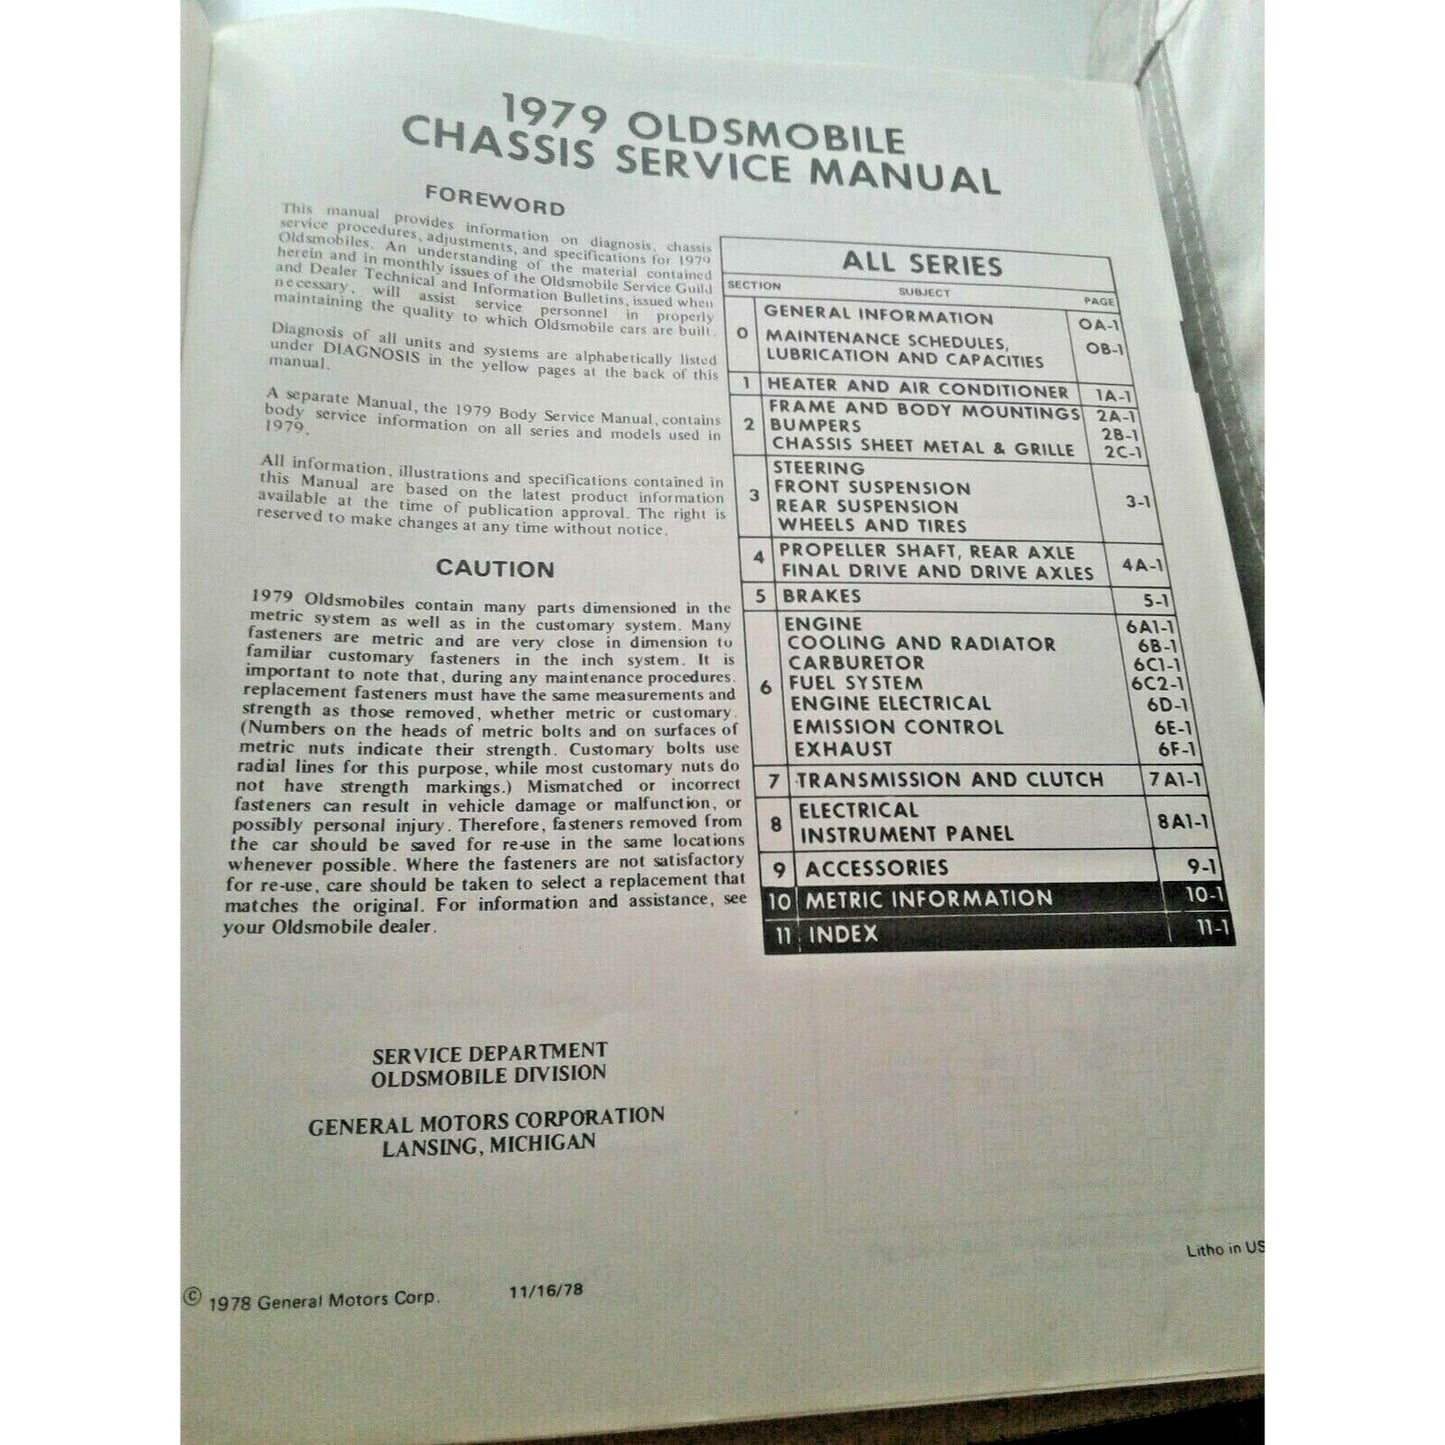 1979 OLDSMOBILE
CHASSIS SERVICE MANUAL
FOREWORD
This manual provides information on diagnosis, chassis
service procedures, adjustments, and specifications for 1979
Oldsmobiles. An understanding of the material contained
herein and in monthly issues of the Oldsmobile Service Guild
and Dealer Technical and Information Bulletins, issued when
necessary, will assist service personnel in properly
maintaining the quality to which Oldsmobile cars are built.
Diagnosis of all units and systems are alphabetically listed
under DIAGNOSIS in the yellow pages at the back of this
manual.
A separate Manual, the 1979 Body Service Manual, contains
body service information on all series and models used in
1979.
All information, illustrations and specifications contained in
this Manual are based on the latest product information
available at the time of publication approval. The right is
reserved to make changes at any time without notice.
CAUTION
1979 Oldsmobiles contain many parts dimensioned in the
metric system as well as in the customary system. Many
fasteners are metric and are very close in dimension to
familiar customary fasteners in the inch system. It is
important to note that, during any maintenance procedures.
replacement fasteners must have the same measurements and
strength as those removed, whether metric or customary.
(Numbers on the heads of metric bolts and on surfaces of
metric nuts indicate their strength. Customary bolts use
radial lines for this purpose, while most customary nuts do
not have strength markings.) Mismatched or incorrect
fasteners can result in vehicle damage or malfunction, or
possibly personal injury. Therefore, fasteners removed from
the car should be saved for re-use in the same locations
whenever possible. Where the fasteners are not satisfactory
for re-use, care should be taken to select a replacement that
matches the original. For information and assistance, see
your Oldsmobile dealer.
ALL SERIES
SECTION SUBJECT PAGE
0 GENERAL INFORMATION 0A-1
MAINTENANCE SCHEDULES, 0B-1
LUBRICATION AND CAPACITIES
1 HEATER AND AIR CONDITIONER 1A-1
2 FRAME AND BODY MOUNTINGS 2A-1
BUMPERS 2B-1
CHASSIS SHEET METAL & GRILLE 2C-1
3 STEERING 3-1
FRONT SUSPENSION
REAR SUSPENSION
WHEELS AND TIRES
4 PROPELLER SHAFT, REAR AXLE 4A-1
FINAL DRIVE AND DRIVE AXLES
5 BRAKES 5-1
6 ENGINE 6A1-1
COOLING AND RADIATOR 6B-1
CARBURETOR 6C1-1
FUEL SYSTEM 6C2-1
ENGINE ELECTRICAL 6D-1
EMISSION CONTROL 6E-1
EXHAUST 6F-1
7 TRANSMISSION AND CLUTCH 7A1-1
8 ELECTRICAL 8A1-1
INSTRUMENT PANEL
9 ACCESSORIES 9-1
10 METRIC INFORMATION 10-1
11 INDEX 11-1
SERVICE DEPARTMENT
OLDSMOBILE DIVISION
GENERAL MOTORS CORPORATION
LANSING, MICHIGAN
Litho in US
© 1978 General Motors Corp. 11/16/78